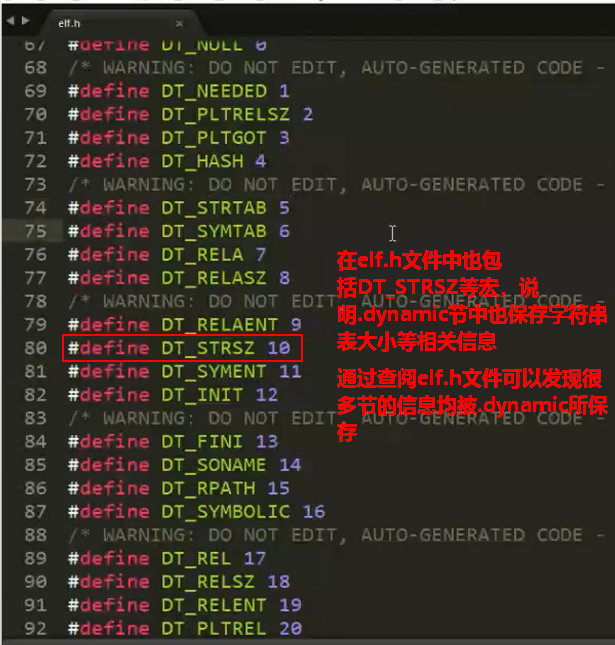 elf.h ×
67 #define DT_NULL 0
68 /* WARNING: DO NOT EDIT, AUTO-GENERATED CODE -
69 #define DT_NEEDED 1
70 #define DT_PLTRELSZ 2
71 #define DT_PLTGOT 3
72 #define DT_HASH 4
73 /* WARNING: DO NOT EDIT, AUTO-GENERATED CODE -
74 #define DT_STRTAB 5
75 #define DT_SYMTAB 6
76 #define DT_RELA 7
77 #define DT_RELASZ 8
78 /* WARNING: DO NOT EDIT, AUTO-GENERATED CODE -
79 #define DT_RELAENT 9
80 #define DT_STRSZ 10
81 #define DT_SYMENT 11
82 #define DT_INIT 12
83 /* WARNING: DO NOT EDIT, AUTO-GENERATED CODE -
84 #define DT_FINI 13
85 #define DT_SONAME 14
86 #define DT_RPATH 15
87 #define DT_SYMBOLIC 16
88 /* WARNING: DO NOT EDIT, AUTO-GENERATED CODE -
89 #define DT_REL 17
90 #define DT_RELSZ 18
91 #define DT_RELENT 19
92 #define DT_PLTREL 20
在elf.h文件中也包
括DT_STRSZ等宏，说
明.dynamic节中也保存字符串
表大小等相关信息
通过查阅elf.h文件可以发现很
多节的信息均被.dynamic所保
存